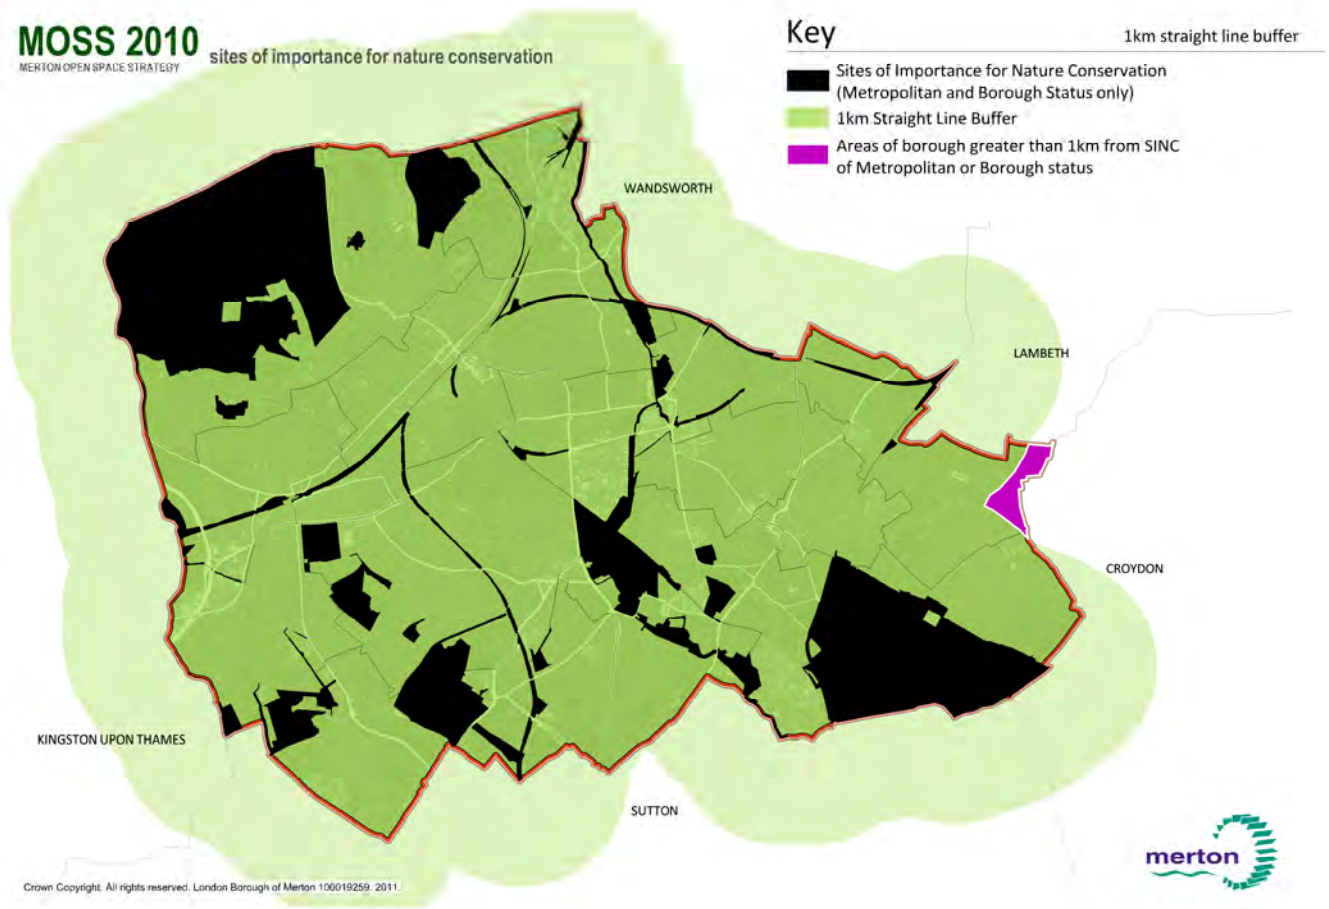 MOSS 2010 sites of importance for nature conservation
MERTON OPEN SPACE STRATEGY
Key
1km straight line buffer
Sites of Importance for Nature Conservation
(Metropolitan and Borough Status only)
1km Straight Line Buffer
Areas of borough greater than 1km from SINC
of Metropolitan or Borough status
WANDSWORTH
LAMBETH
CROYDON
KINGSTON UPON THAMES
SUTTON
merton
Crown Copyright. All rights reserved. London Borough of Merton 100019259. 2011.